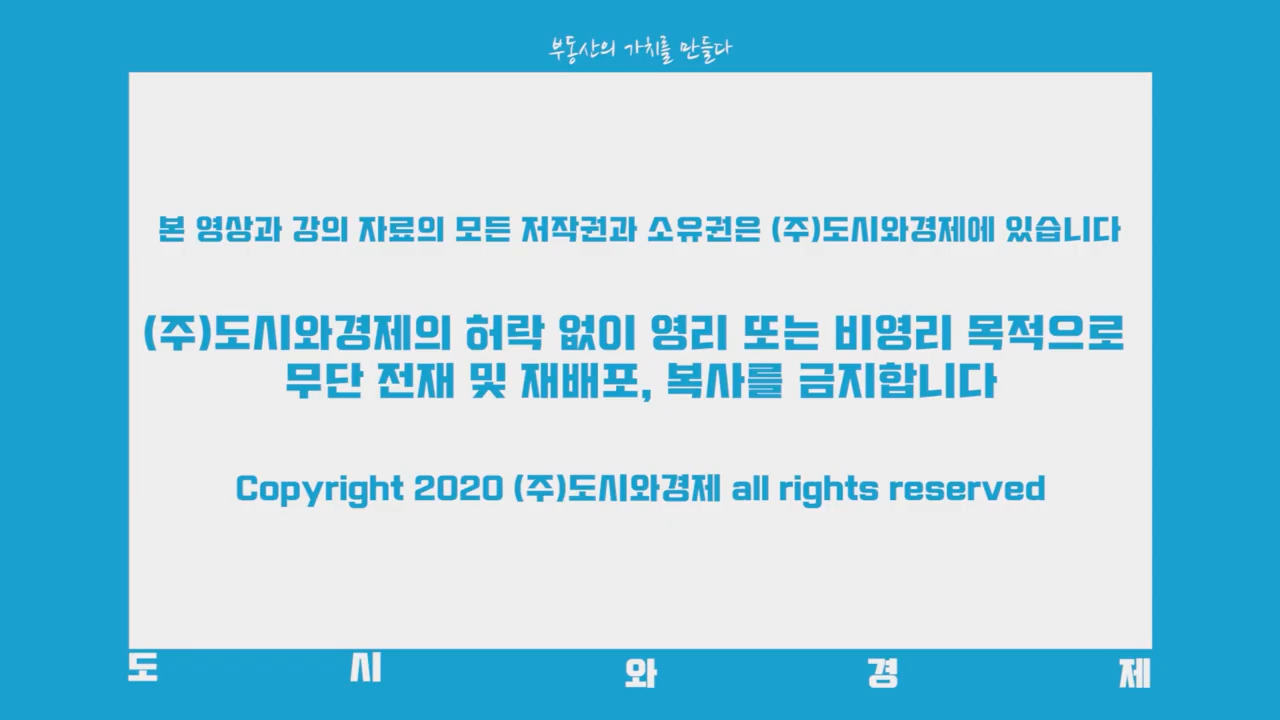 부동산의 가치를 만들다
본 영상과 강의 자료의 모든 저작권과 소유권은 (주)도시와경제에 있습니다
(주)도시와경제의 허락 없이 영리 또는 비영리 목적으로
무단 전재 및 재배포, 복사를 금지합니다
Copyright 2020 (주)도시와경제 all rights reserved
도 시 와 경 제